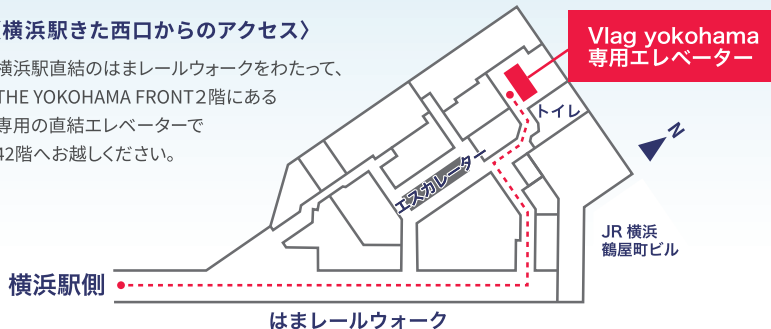 横浜駅きた西口からのアクセス〉
横浜駅直結のはまレールウォークをわたって、
THE YOKOHAMA FRONT2階にある
専用の直結エレベーターで
42階へお越しください。
Vlag yokohama
専用エレベーター
トイレ
N
エスカレーター
JR 横浜
鶴屋町ビル
横浜駅側
はまレールウォーク